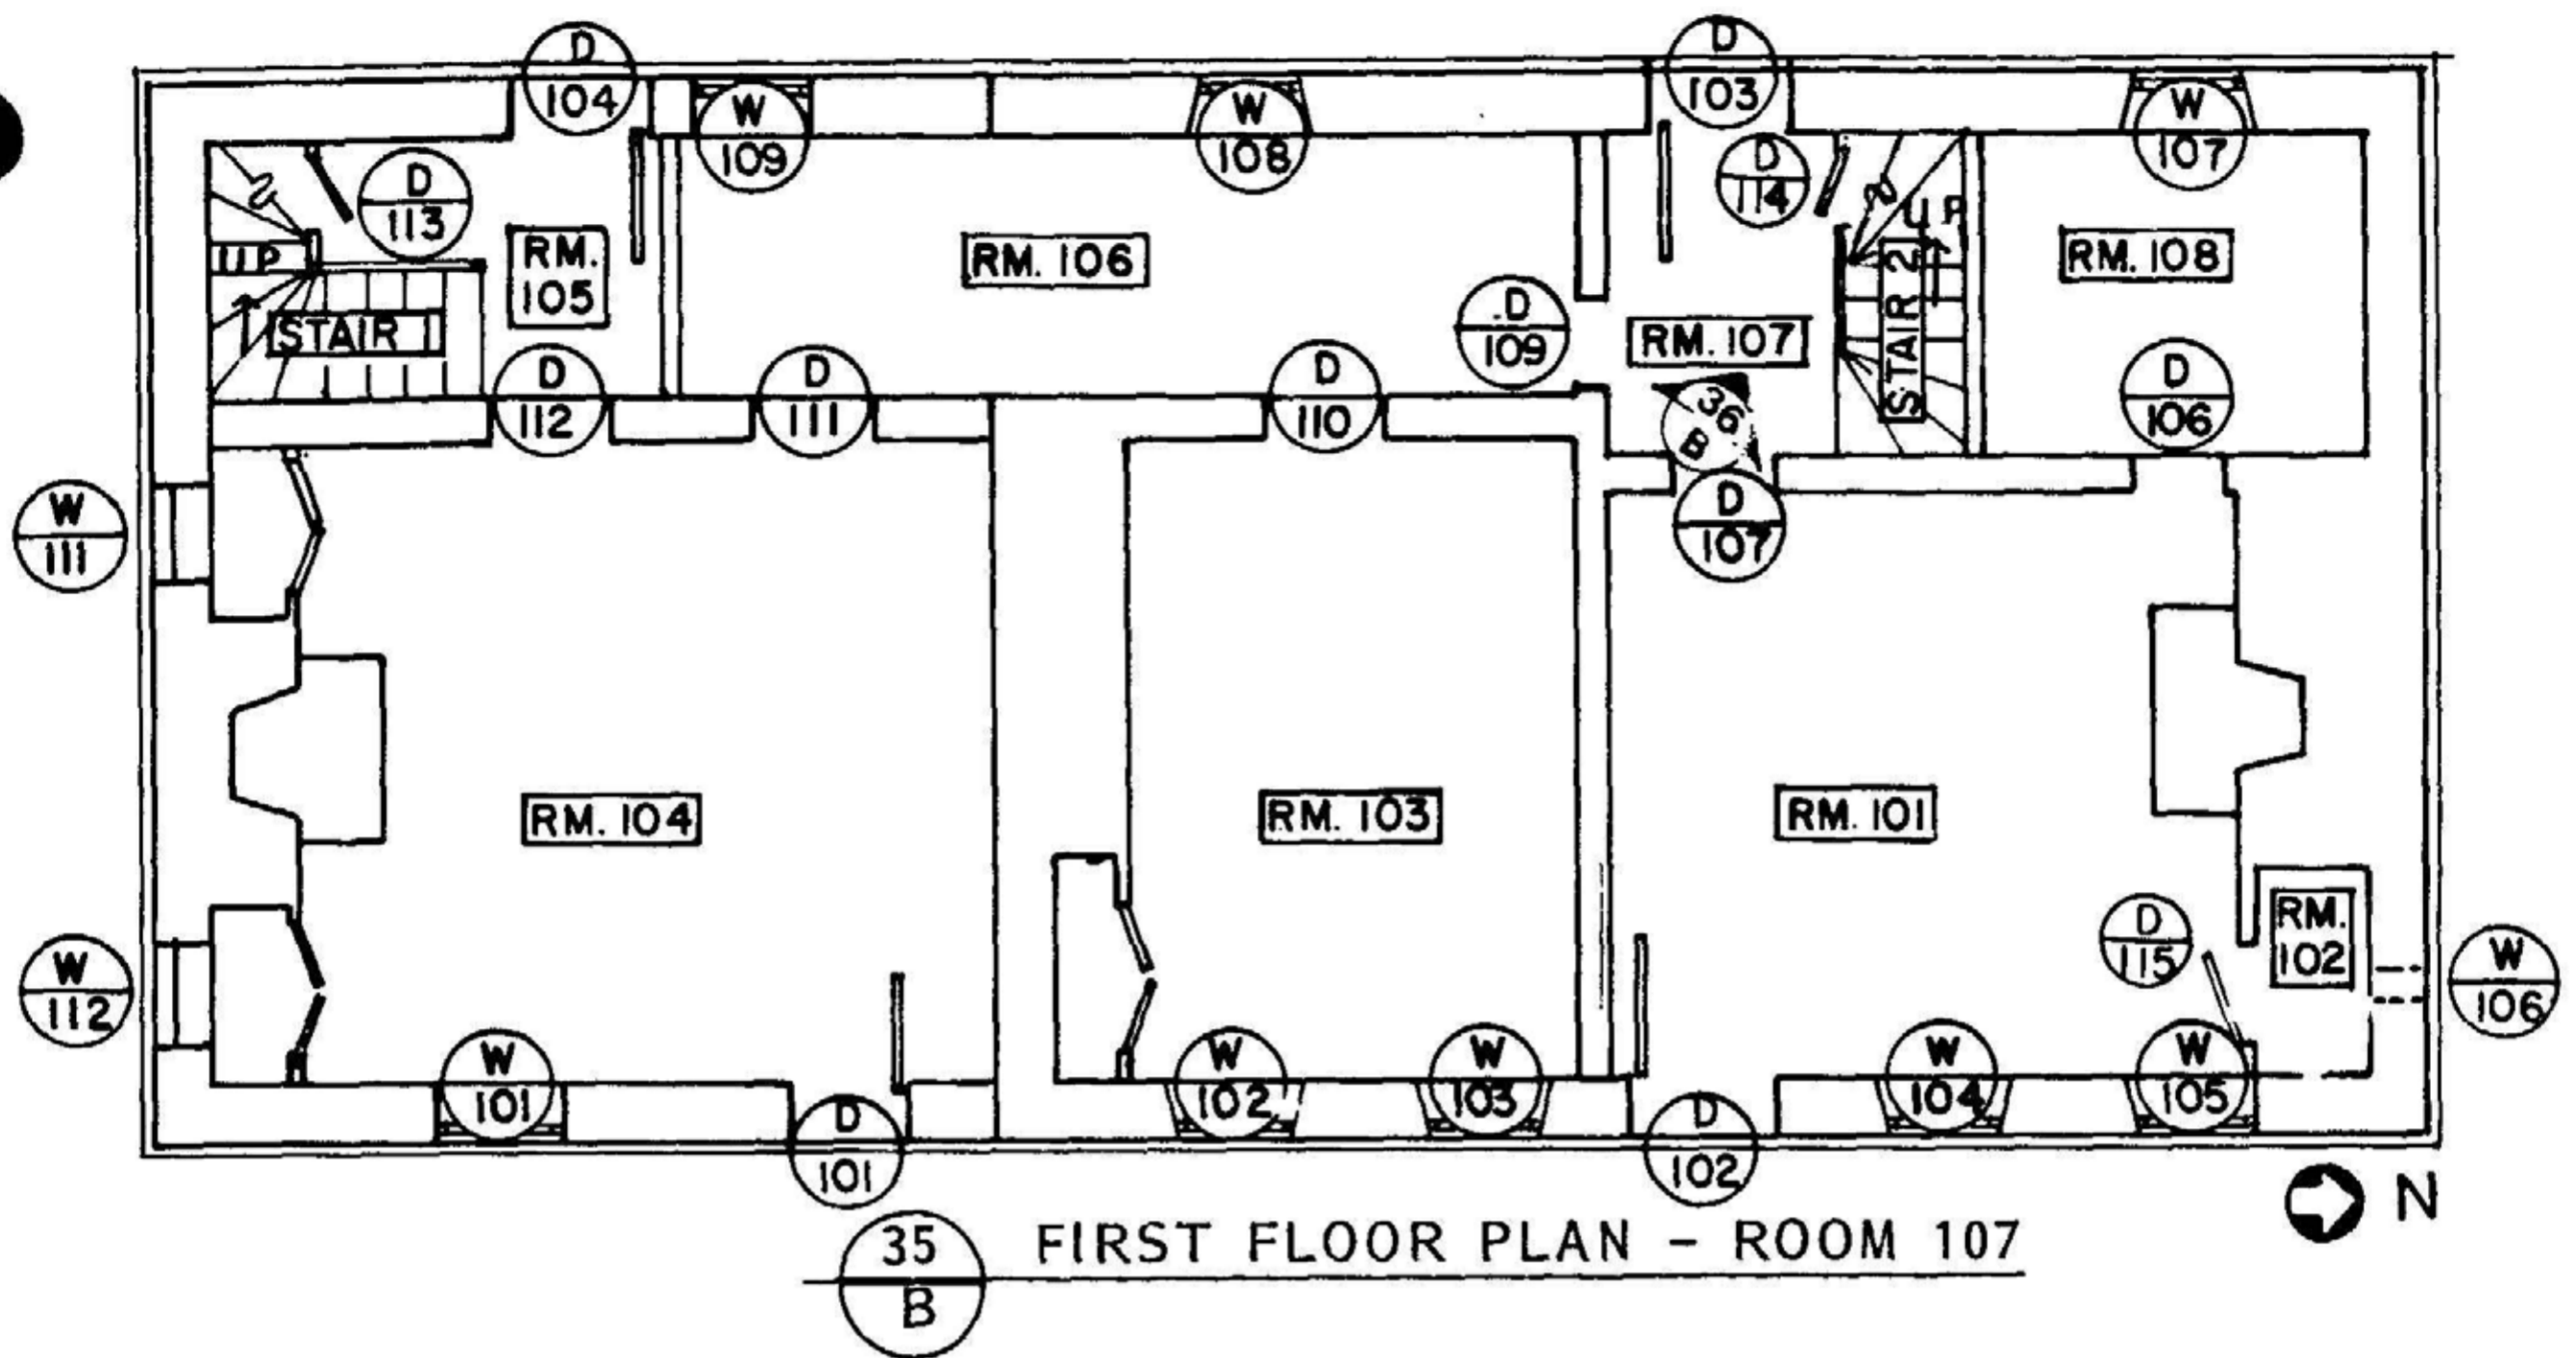 D
104
D
103
W
109
W
108
W
107
D
113
D
114
UP
RM.
105
RM. 106
UP
RM. 108
STAIR 1
D
109
RM. 107
STAIR 2
D
112
D
111
D
110
36
B
D
106
W
111
D
107
RM. 104
RM. 103
RM. 101
D
115
RM.
102
W
112
W
106
W
101
W
102
W
103
W
104
W
105
D
101
D
102
N
35
B
FIRST FLOOR PLAN - ROOM 107